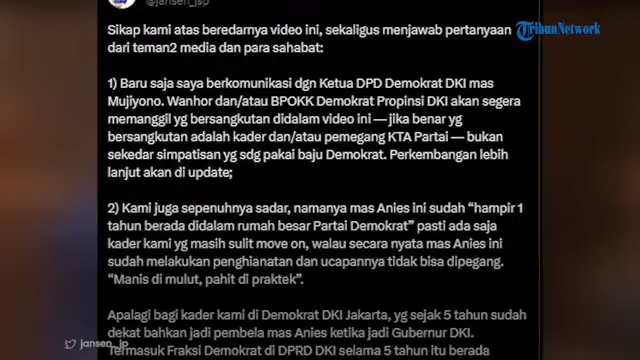 @jansen_jsp
Sikap kami atas beredarnya video ini, sekaligus menjawab pertanyaan
dari teman2 media dan para sahabat:
TribunNetwork
1) Baru saja saya berkomunikasi dgn Ketua DPD Demokrat DKI mas
Mujiyono. Wanhor dan/atau BPOKK Demokrat Propinsi DKI akan segera
memanggil yg bersangkutan didalam video ini — jika benar yg
bersangkutan adalah kader dan/atau pemegang KTA Partai — bukan
sekedar simpatisan yg sdg pakai baju Demokrat. Perkembangan lebih
lanjut akan di update;
2) Kami juga sepenuhnya sadar, namanya mas Anies ini sudah “hampir 1
tahun berada didalam rumah besar Partai Demokrat” pasti ada saja
kader kami yg masih sulit move on, walau secara nyata mas Anies ini
sudah melakukan penghianatan dan ucapannya tidak bisa dipegang.
“Manis di mulut, pahit di praktek”.
Apalagi bagi kader kami di Demokrat DKI Jakarta, yg sejak 5 tahun sudah
dekat bahkan jadi pembela mas Anies ketika jadi Gubernur DKI.
Termasuk Fraksi Demokrat di DPRD DKI selama 5 tahun itu berada
jansen_jp